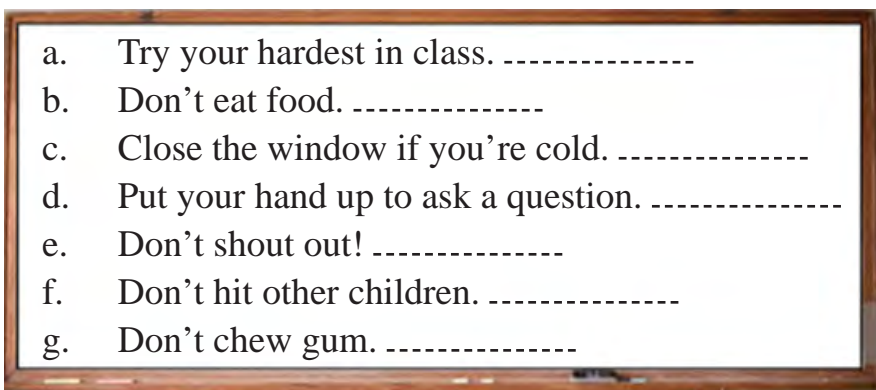 a. Try your hardest in class. ---------------
b. Don’t eat food. ---------------
c. Close the window if you’re cold. ---------------
d. Put your hand up to ask a question. ---------------
e. Don’t shout out! ---------------
f. Don’t hit other children. ---------------
g. Don’t chew gum. ---------------